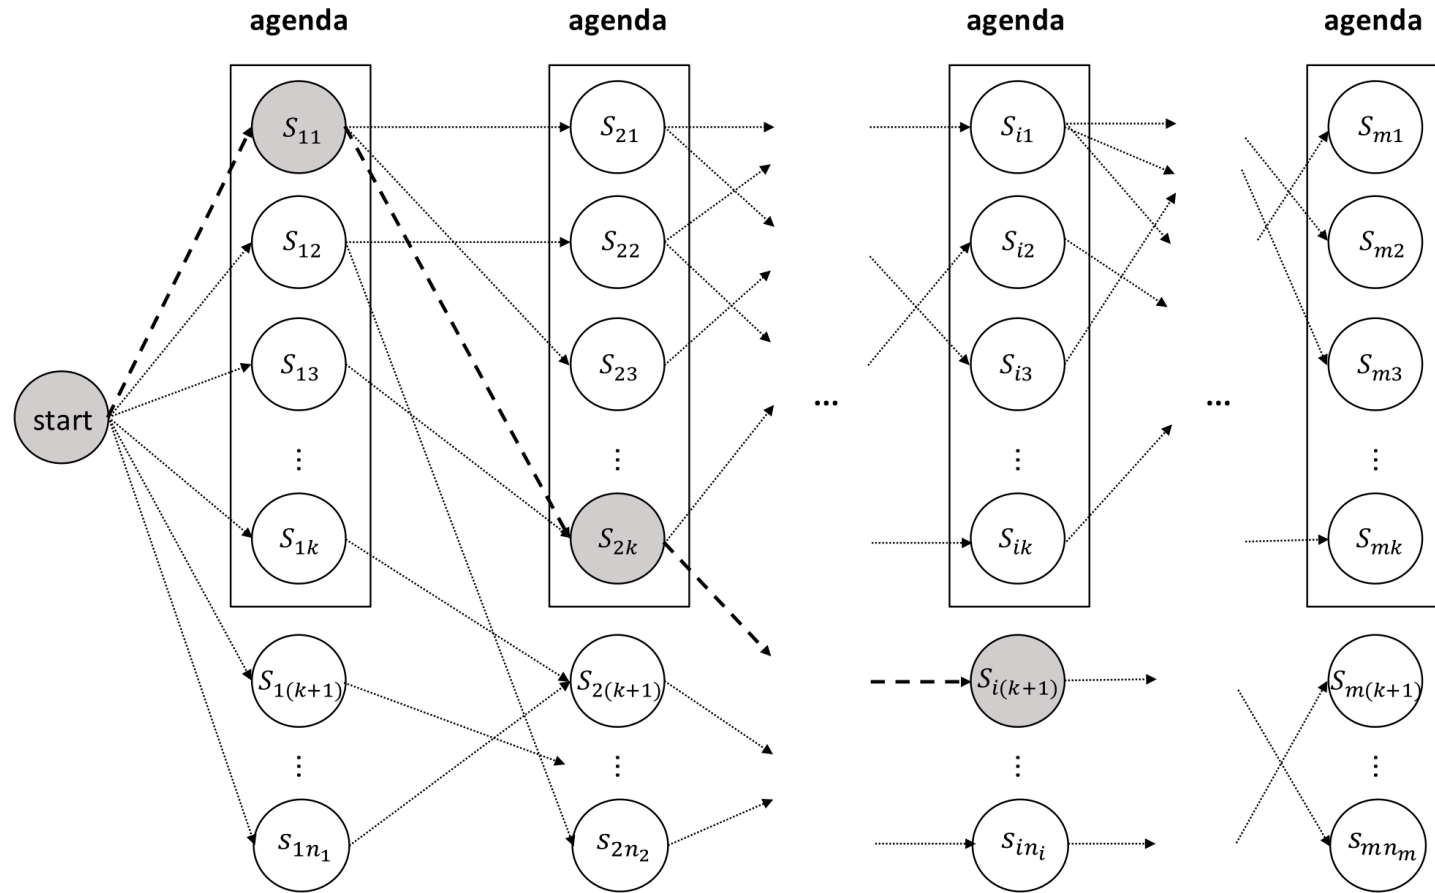 agenda agenda agenda agenda
S11 S21 Si1 Sm1
S12 S22 Si2 Sm2
S13 S23 Si3 Sm3
start
... ...
⋮ ⋮ ⋮ ⋮
S1k S2k Sik Smk
S1(k+1) S2(k+1) Si(k+1) Sm(k+1)
⋮ ⋮ ⋮ ⋮
s1n1 s2n2 sini smnm